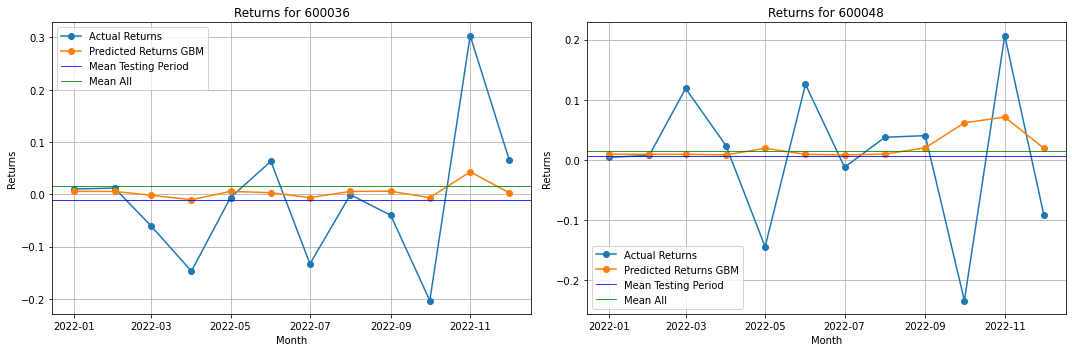 Returns for 600036
Actual Returns
Predicted Returns GBM
Mean Testing Period
Mean All
0.3
0.2
0.1
0.0
−0.1
−0.2
Returns
2022-01
2022-03
2022-05
2022-07
2022-09
2022-11
Month
Returns for 600048
0.2
0.1
0.0
−0.1
−0.2
Returns
Actual Returns
Predicted Returns GBM
Mean Testing Period
Mean All
2022-01
2022-03
2022-05
2022-07
2022-09
2022-11
Month